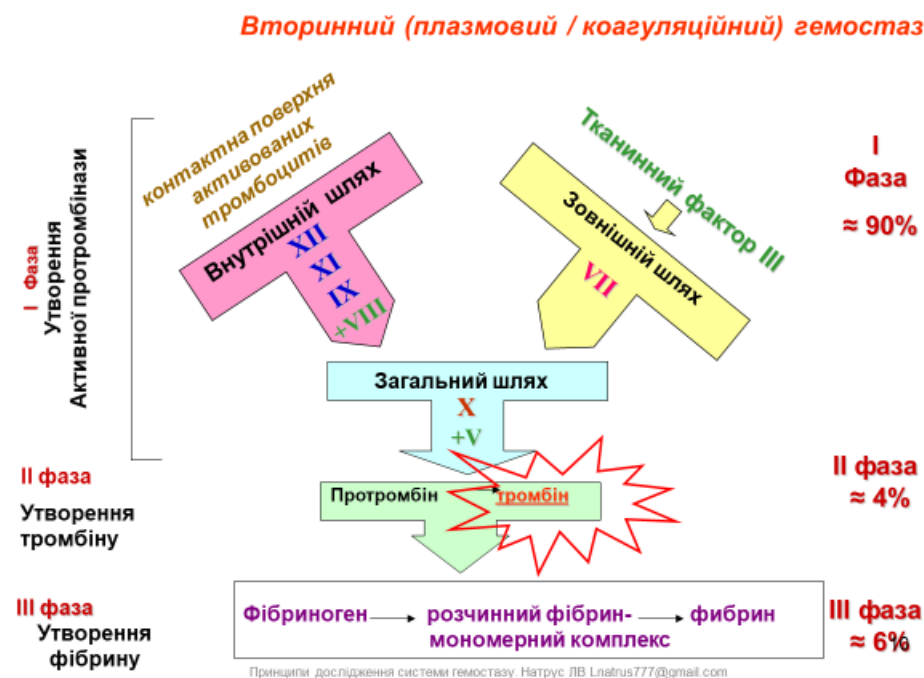 Вторинний (плазмовий / коагуляційний) гемостаз
контактна поверхня
активованих
тромбоцитів
Внутрішній шлях
XII
XI
IX
+VIII
Тканинний фактор III
Зовнішній шлях
VII
I
Фаза
≈ 90%
I Фаза
Утворення
Активної протромбінази
Загальний шлях
X
+V
II фаза
Утворення
тромбіну
Протромбін
тромбін
II фаза
≈ 4%
III фаза
Утворення
фібрину
Фібриноген
розчинний фібрин-
мономерний комплекс
фибрин
III фаза
≈ 6%
Принципи дослідження системи гемостазу. Натрус ЛВ Lnatrus777@gmail.com